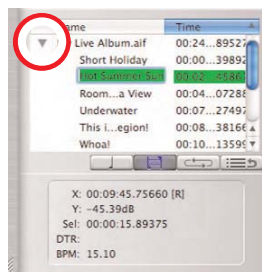 Name Time
Live Album.aif 00:24...89527
Short Holiday 00:00...39892
Hot Summer Sun 00:02...45867
Room...a View 00:04...07288
Underwater 00:07...27497
This i...egion! 00:08...38166
Whoa! 00:10...13599
X: 00:09:45.75660 [R]
Y: -45.39dB
Sel: 00:00:15.89375
DTR:
BPM: 15.10